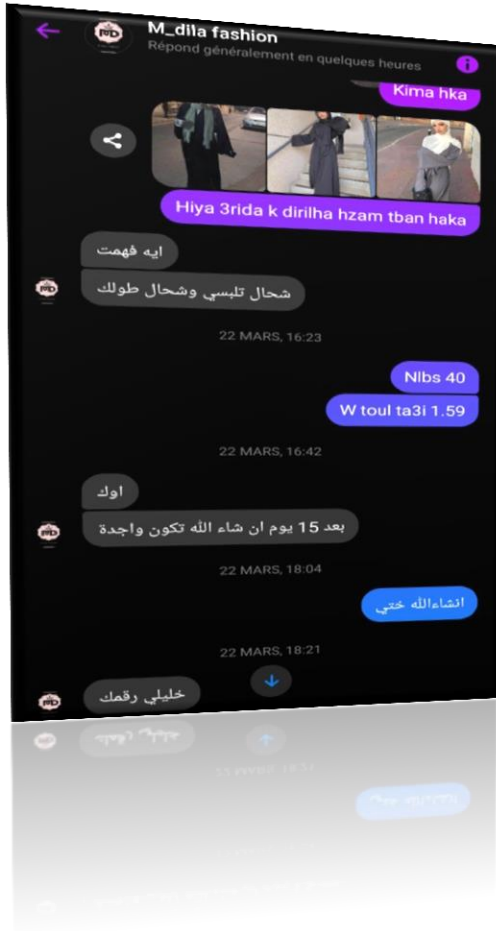 M_dila fashion
Répond généralement en quelques heures
Kima hka
Hiya 3rida k dirilha hzam tban haka
ايه فهمت
شحال تلبسي وشحال طولك
22 MARS, 16:23
Nlbs 40
W toul ta3i 1.59
22 MARS, 16:42
اوك
بعد 15 يوم ان شاء الله تكون واجدة
22 MARS, 18:04
انشاءالله ختي
22 MARS, 18:21
خليلي رقمك